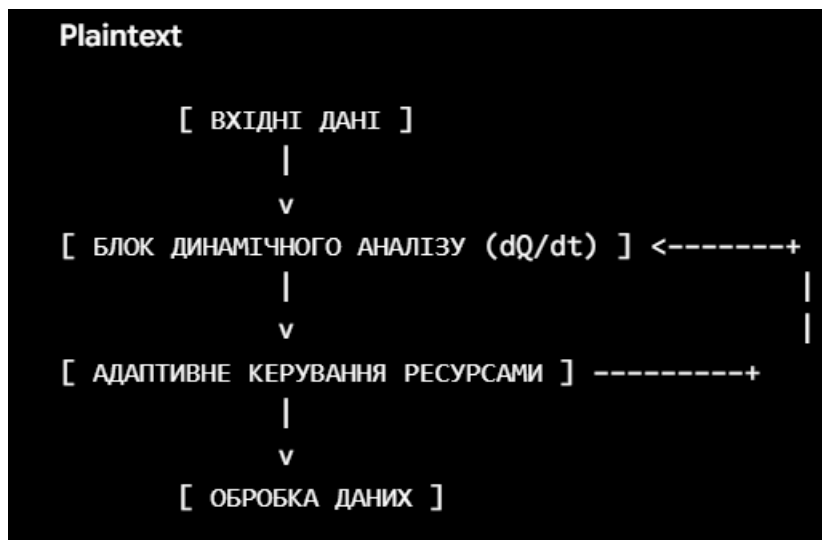 Plaintext
[ ВХІДНІ ДАНІ ]
|
v
[ БЛОК ДИНАМІЧНОГО АНАЛІЗУ (dQ/dt) ] <-------+
| |
v |
[ АДАПТИВНЕ КЕРУВАННЯ РЕСУРСАМИ ] ---------+
|
v
[ ОБРОБКА ДАНИХ ]